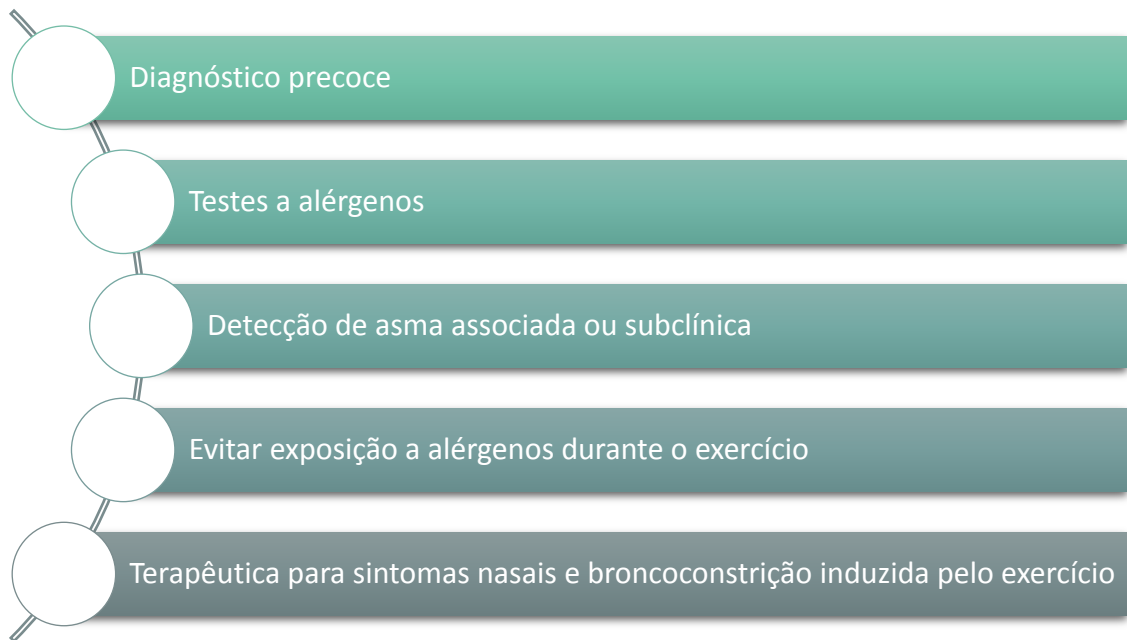 Diagnóstico precoce
Testes a alérgenos
Detecção de asma associada ou subclínica
Evitar exposição a alérgenos durante o exercício
Terapêutica para sintomas nasais e broncoconstrição induzida pelo exercício